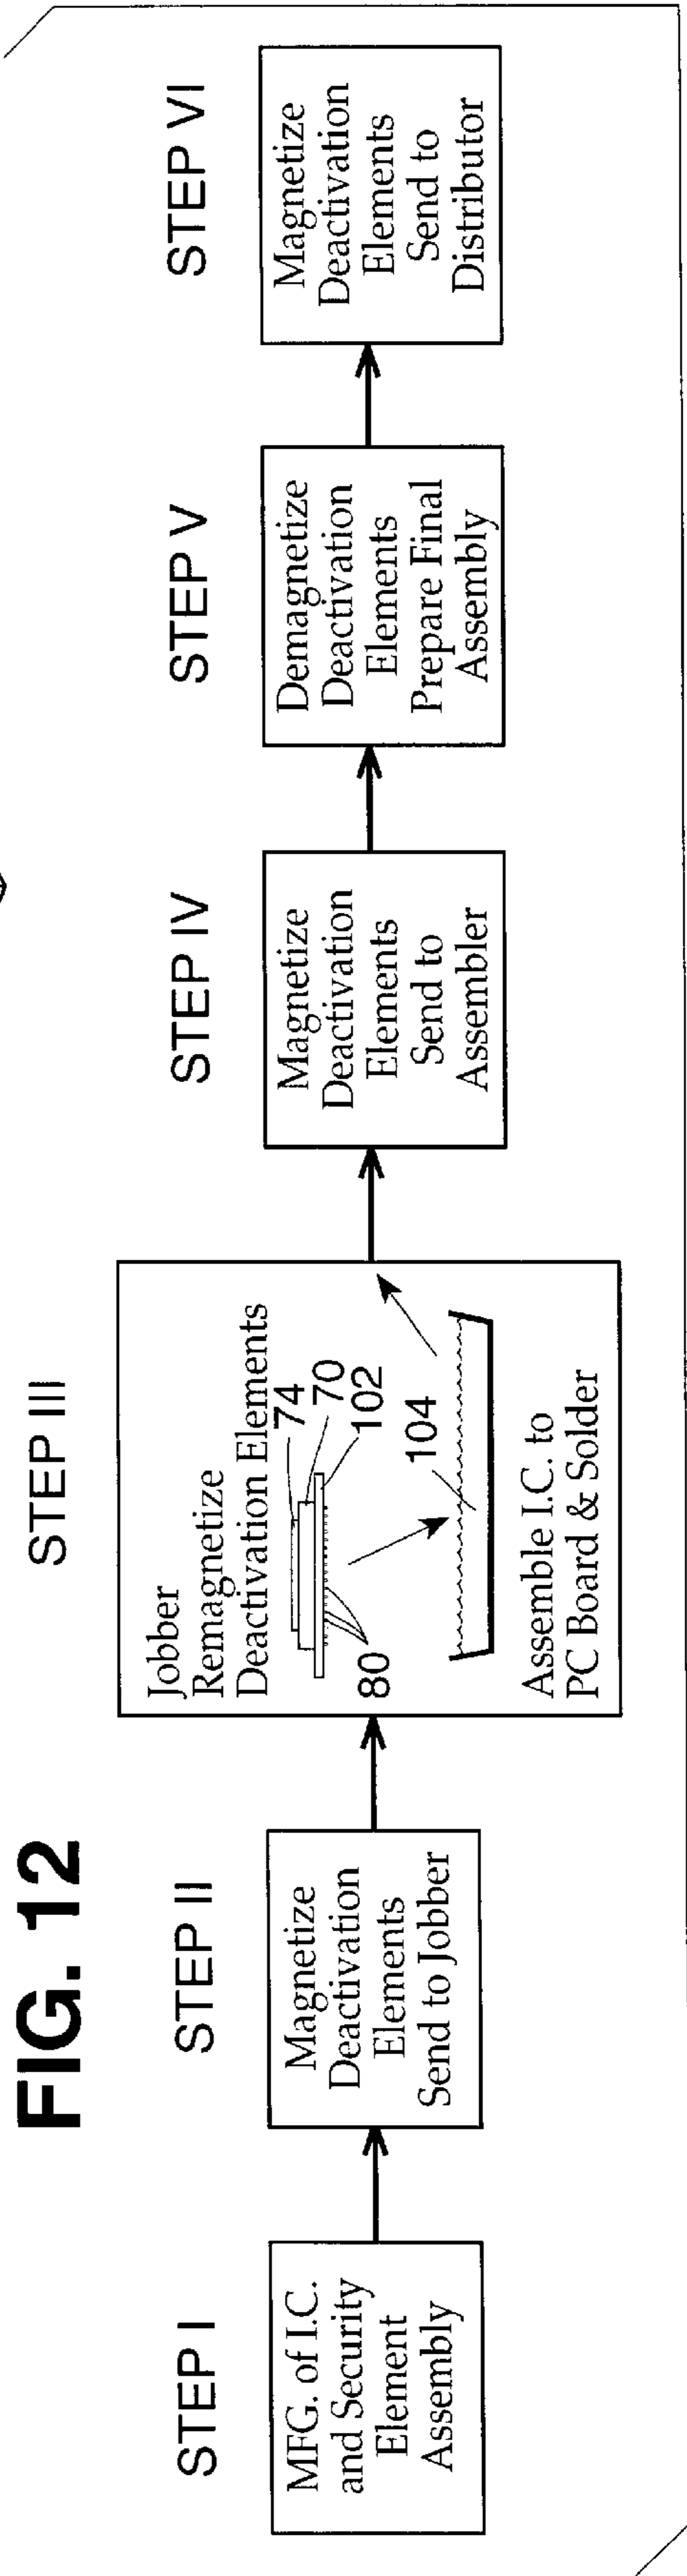 FIG. 12
STEP I
MFG. of I.C.
and Security
Element
Assembly
STEP II
Magnetize
Deactivation
Elements
Send to Jobber
STEP III
Jobber
Remagnetize
Deactivation Elements
74
70
102
80
104
Assemble I.C. to
PC Board & Solder
STEP IV
Magnetize
Deactivation
Elements
Send to
Assembler
STEP V
Demagnetize
Deactivation
Elements
Prepare Final
Assembly
STEP VI
Magnetize
Deactivation
Elements
Send to
Distributor